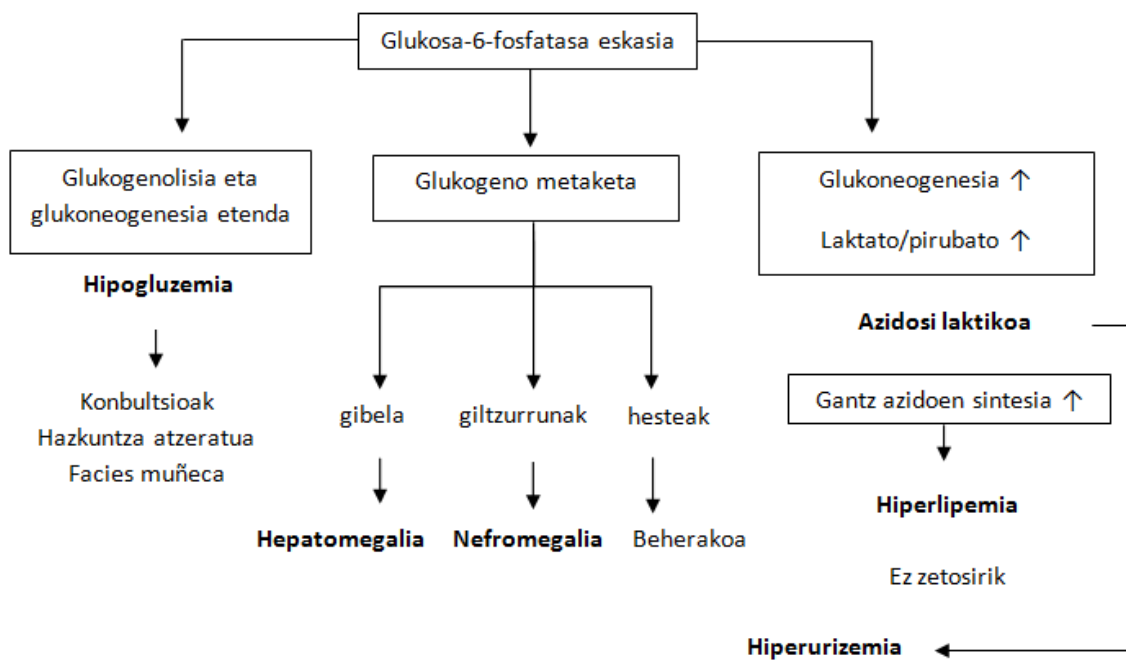 Glukosa-6-fosfatasa eskasia
Glukogenolisia eta
glukoneogenesia etenda
Hipogluzemia
Konbultsioak
Hazkuntza atzeratua
Facies muñeca
Glukogeno metaketa
gibela
giltzurrunak
hesteak
Hepatomegalia
Nefromegalia
Beherakoa
Glukoneogenesia ↑
Laktato/pirubato ↑
Azidosi laktikoa
Gantz azidoen sintesia ↑
Hiperlipemia
Ez zetosirik
Hiperurizemia